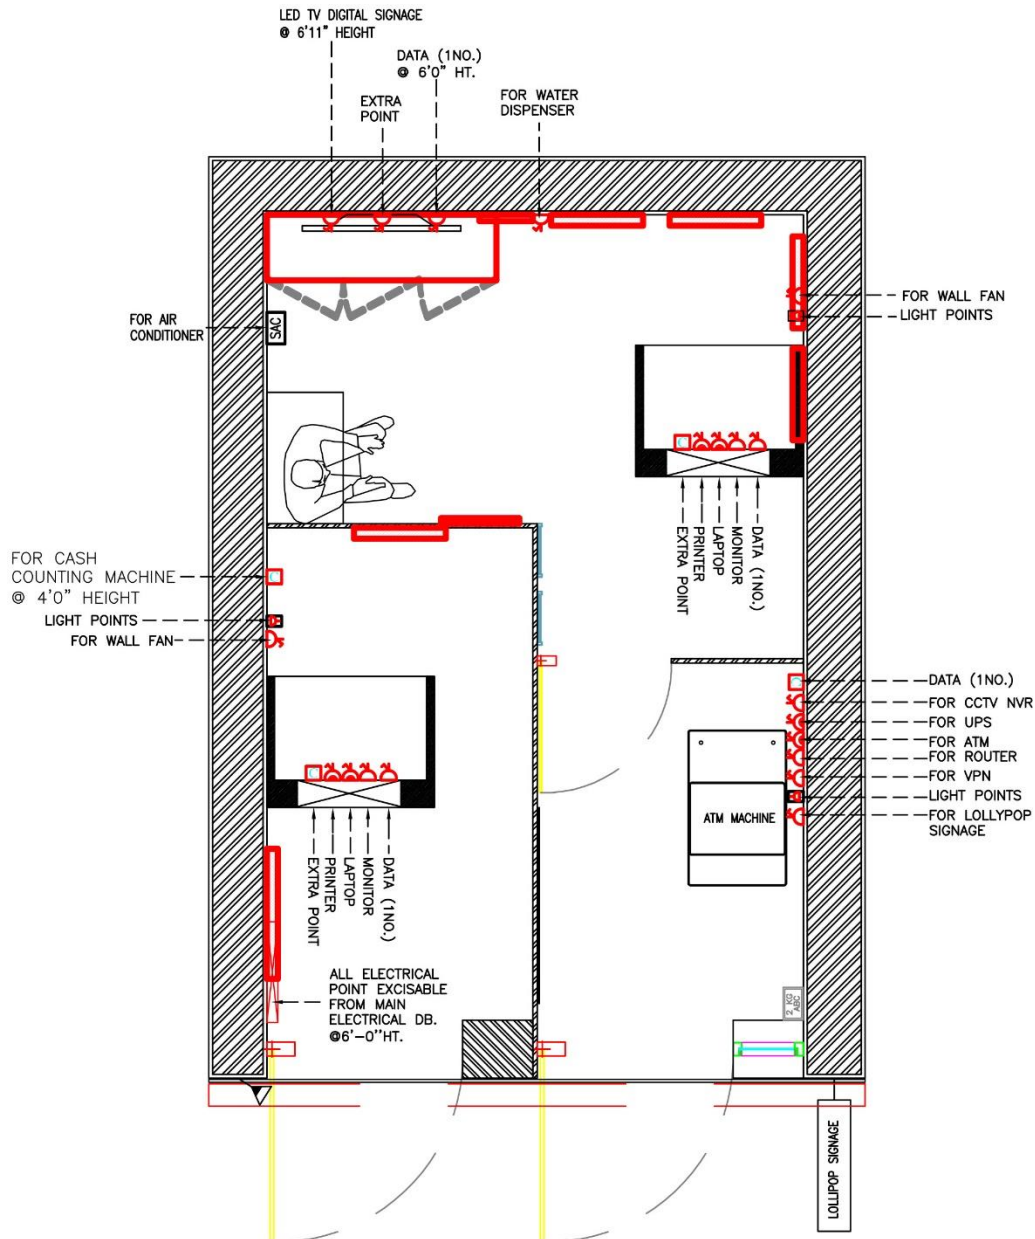 LED TV DIGITAL SIGNAGE
@ 6'11" HEIGHT
DATA (1NO.)
@ 6'0" HT.
EXTRA
POINT
FOR WATER
DISPENSER
FOR AIR
CONDITIONER
SAC
FOR WALL FAN
LIGHT POINTS
EXTRA POINT
PRINTER
LAPTOP
MONITOR
DATA (1NO.)
FOR CASH
COUNTING MACHINE
@ 4'0" HEIGHT
LIGHT POINTS
FOR WALL FAN
DATA (1NO.)
FOR CCTV NVR
FOR UPS
FOR ATM
FOR ROUTER
FOR VPN
LIGHT POINTS
FOR LOLLYPOP
SIGNAGE
ATM MACHINE
EXTRA POINT
PRINTER
LAPTOP
MONITOR
DATA (1NO.)
ALL ELECTRICAL
POINT EXCISABLE
FROM MAIN
ELECTRICAL DB.
@6'-0"HT.
2 KG
ABC
LOLLIPOP SIGNAGE